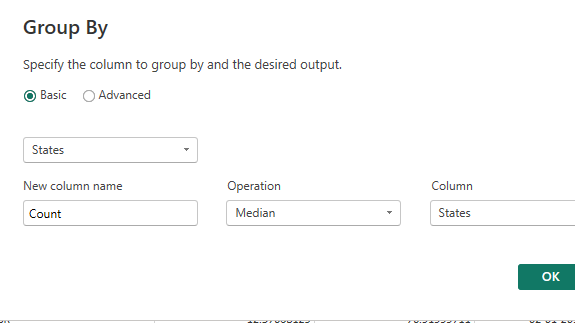 Group By
Specify the column to group by and the desired output.
Basic Advanced
States
New column name Operation Column
Count Median States
OK